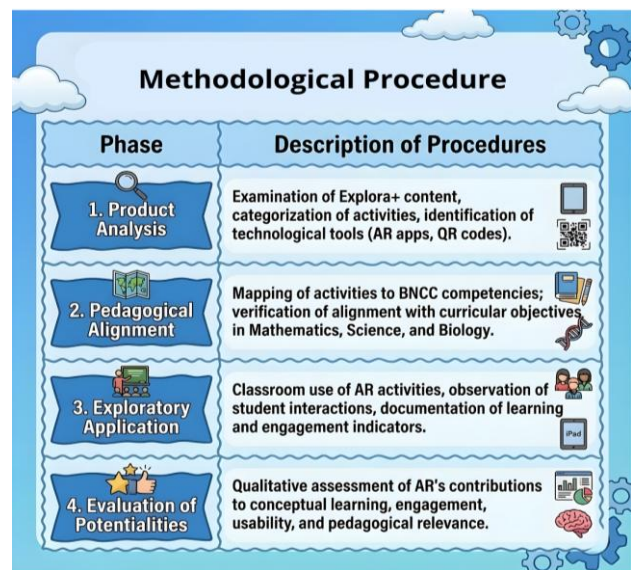 Methodological Procedure
Phase
Description of Procedures
1. Product
Analysis
Examination of Explora+ content,
categorization of activities, identification of
technological tools (AR apps, QR codes).
2. Pedagogical
Alignment
Mapping of activities to BNCC competencies;
verification of alignment with curricular objectives
in Mathematics, Science, and Biology.
3. Exploratory
Application
Classroom use of AR activities, observation of
student interactions, documentation of learning
and engagement indicators.
iPad
4. Evaluation of
Potentialities
Qualitative assessment of AR's contributions
to conceptual learning, engagement,
usability, and pedagogical relevance.